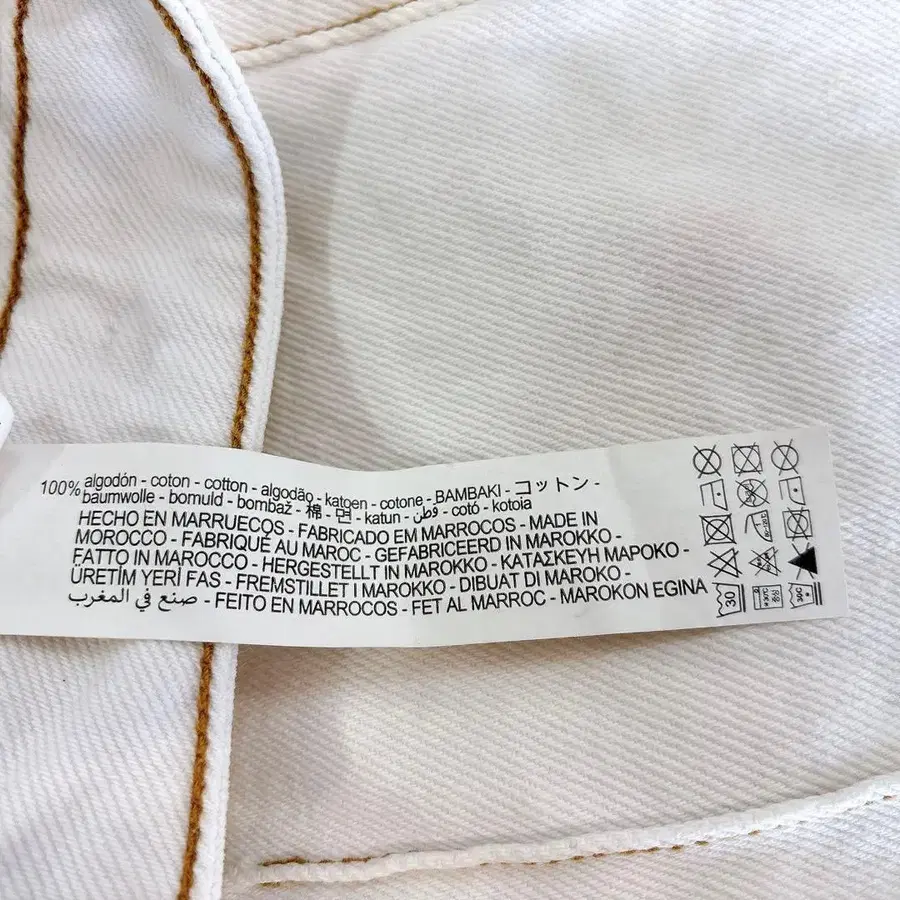 100% algodón - coton - cotton - algodão - katoen - cotone - BAMBAKI - コットン -
baumwolle - bomuld - bombaž - 棉 - 면 - katun - قطن - cotó - kotoia
HECHO EN MARRUECOS - FABRICADO EM MARROCOS - MADE IN
MOROCCO - FABRIQUÉ AU MAROC - GEFABRICEERD IN MAROKKO -
FATTO IN MAROCCO - HERGESTELLT IN MAROKKO - ΚΑΤΑΣΚΕΥΗ ΜΑΡΟΚΟ -
ÜRETİM YERİ FAS - FREMSTILLET I MAROKKO - DIBUAT DI MAROKO -
صنع في المغرب - FEITO EN MARROCOS - FET AL MARROC - MAROKON EGINA
30